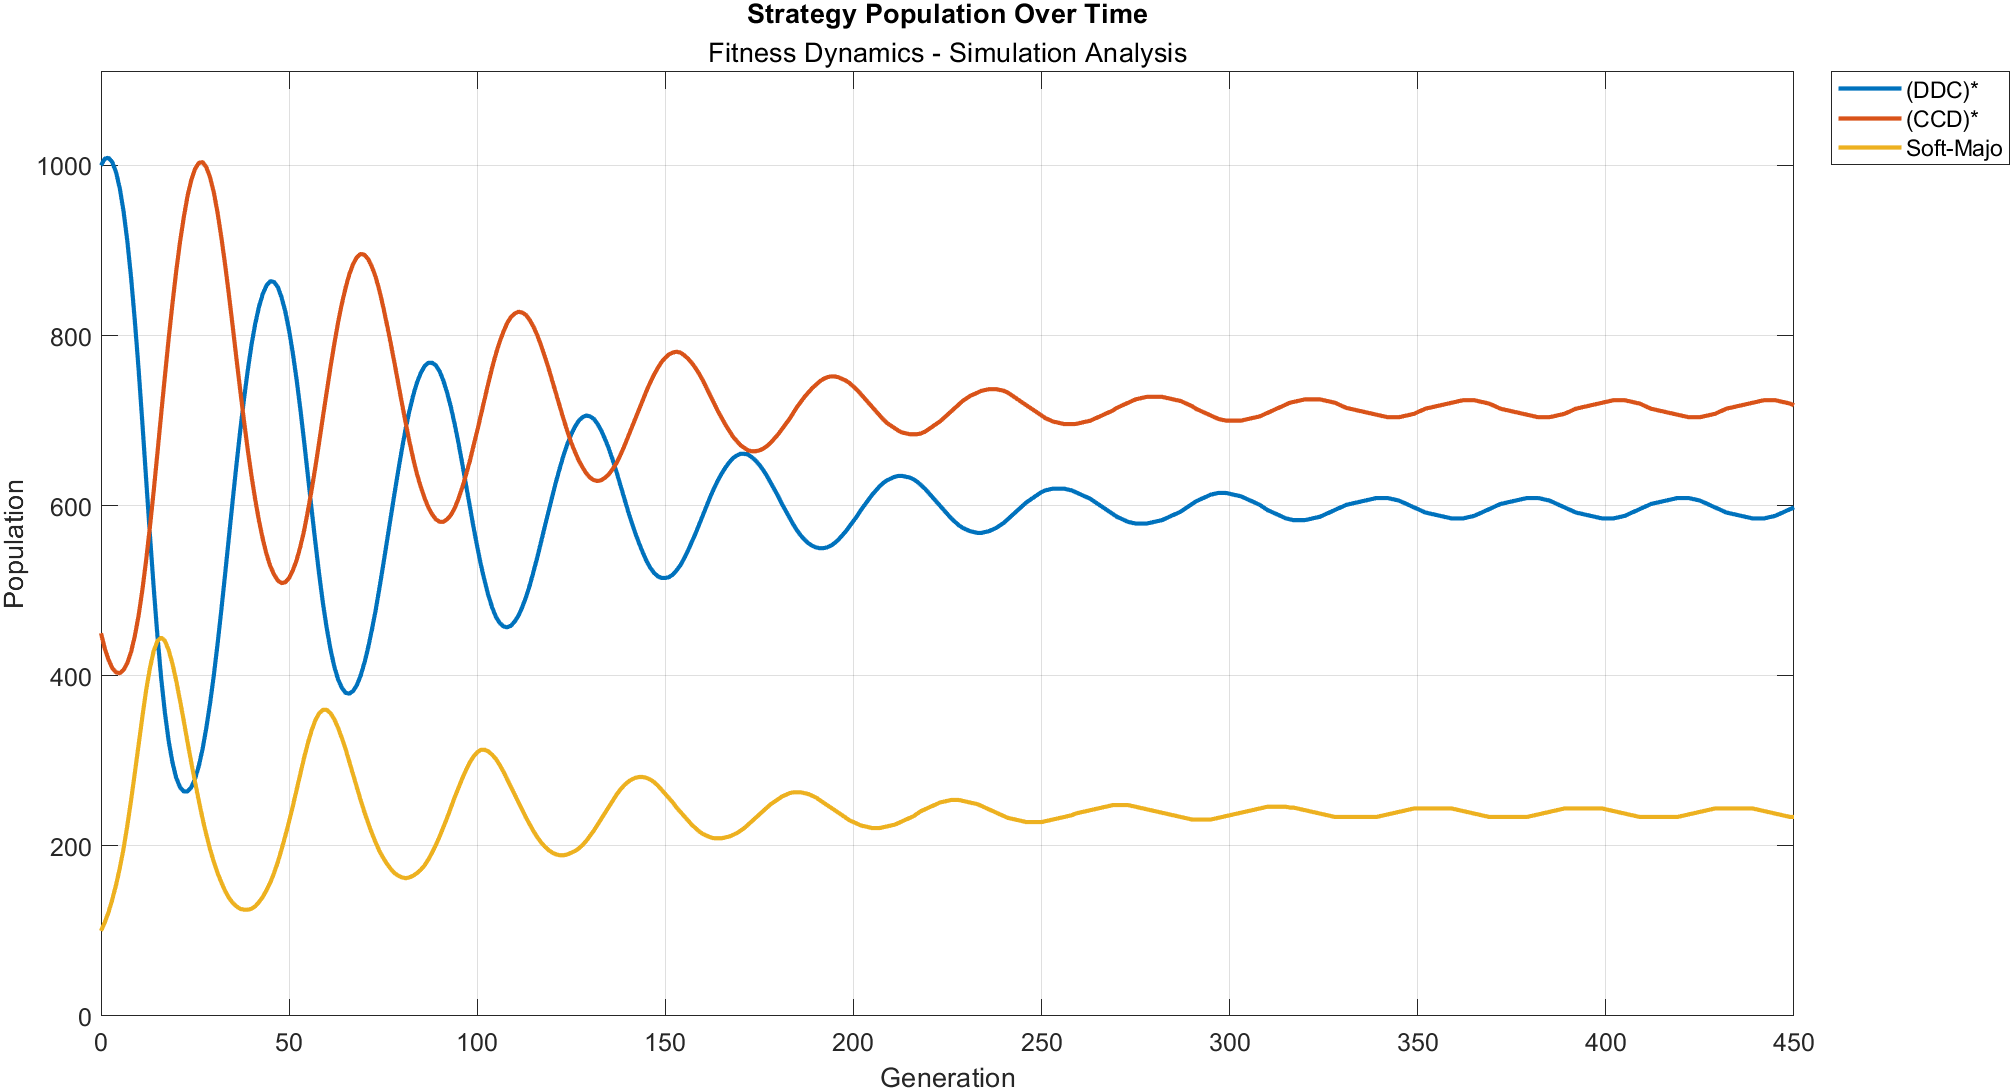 Strategy Population Over Time
Fitness Dynamics - Simulation Analysis
(DDC)*
(CCD)*
Soft-Majo
Population
1000
800
600
400
200
0
0 50 100 150 200 250 300 350 400 450
Generation